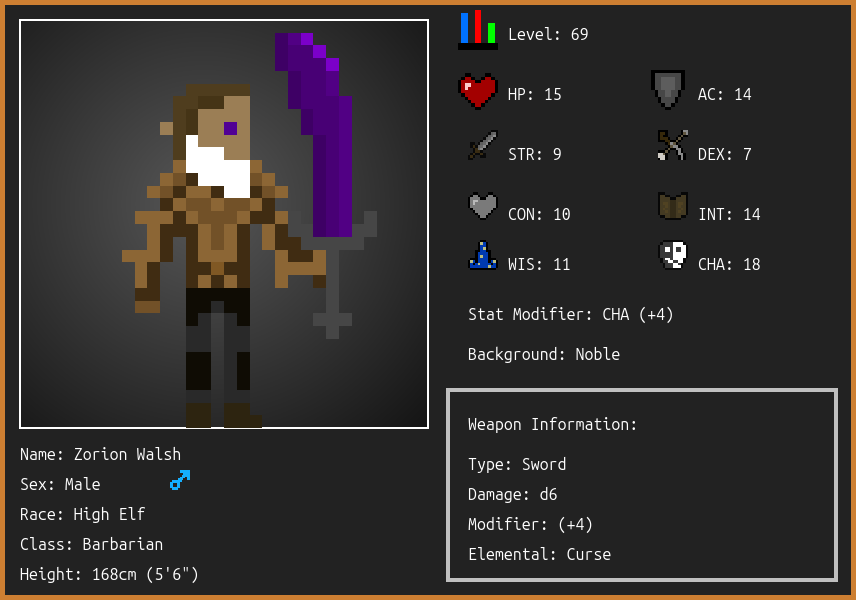 Level: 69
HP: 15
AC: 14
STR: 9
DEX: 7
CON: 10
INT: 14
WIS: 11
CHA: 18
Stat Modifier: CHA (+4)
Background: Noble
Weapon Information:
Type: Sword
Damage: d6
Modifier: (+4)
Elemental: Curse
Name: Zorion Walsh
Sex: Male
Race: High Elf
Class: Barbarian
Height: 168cm (5'6")